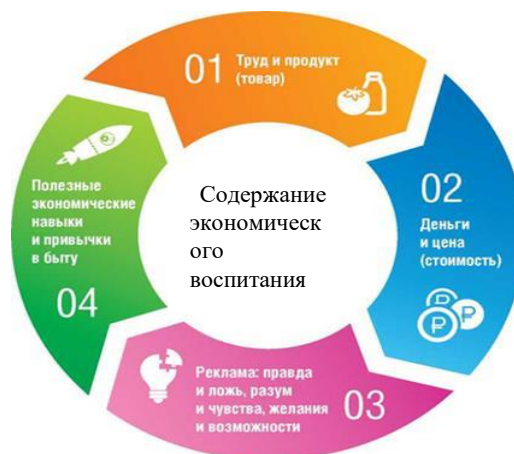 01
Труд и продукт
(товар)
02
Деньги
и цена
(стоимость)
Реклама: правда
и ложь, разум
и чувства, желания
и возможности
03
Полезные
экономические
навыки
и привычки
в быту
04
Содержание
экономическ
ого
воспитания